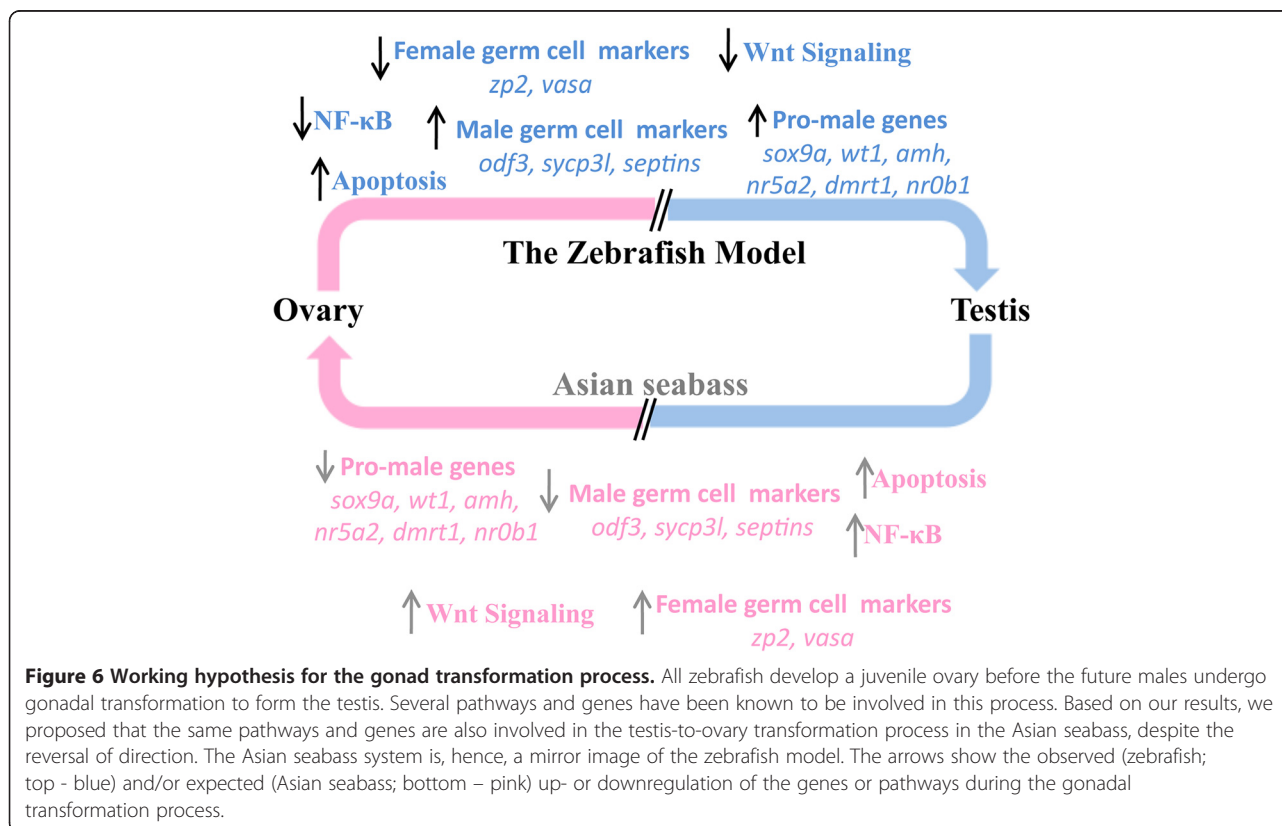 Female germ cell markers
zp2, vasa
Wnt Signaling
NF-κB
Male germ cell markers
odf3, sycp3l, septins
Pro-male genes
sox9a, wt1, amh,
nr5a2, dmrt1, nr0b1
Apoptosis
The Zebrafish Model
Ovary
Testis
Asian seabass
Pro-male genes
sox9a, wt1, amh,
nr5a2, dmrt1, nr0b1
Male germ cell markers
odf3, sycp3l, septins
Apoptosis
NF-κB
Wnt Signaling
Female germ cell markers
zp2, vasa
Figure 6 Working hypothesis for the gonad transformation process. All zebrafish develop a juvenile ovary before the future males undergo
gonadal transformation to form the testis. Several pathways and genes have been known to be involved in this process. Based on our results, we
proposed that the same pathways and genes are also involved in the testis-to-ovary transformation process in the Asian seabass, despite the
reversal of direction. The Asian seabass system is, hence, a mirror image of the zebrafish model. The arrows show the observed (zebrafish;
top - blue) and/or expected (Asian seabass; bottom – pink) up- or downregulation of the genes or pathways during the gonadal
transformation process.